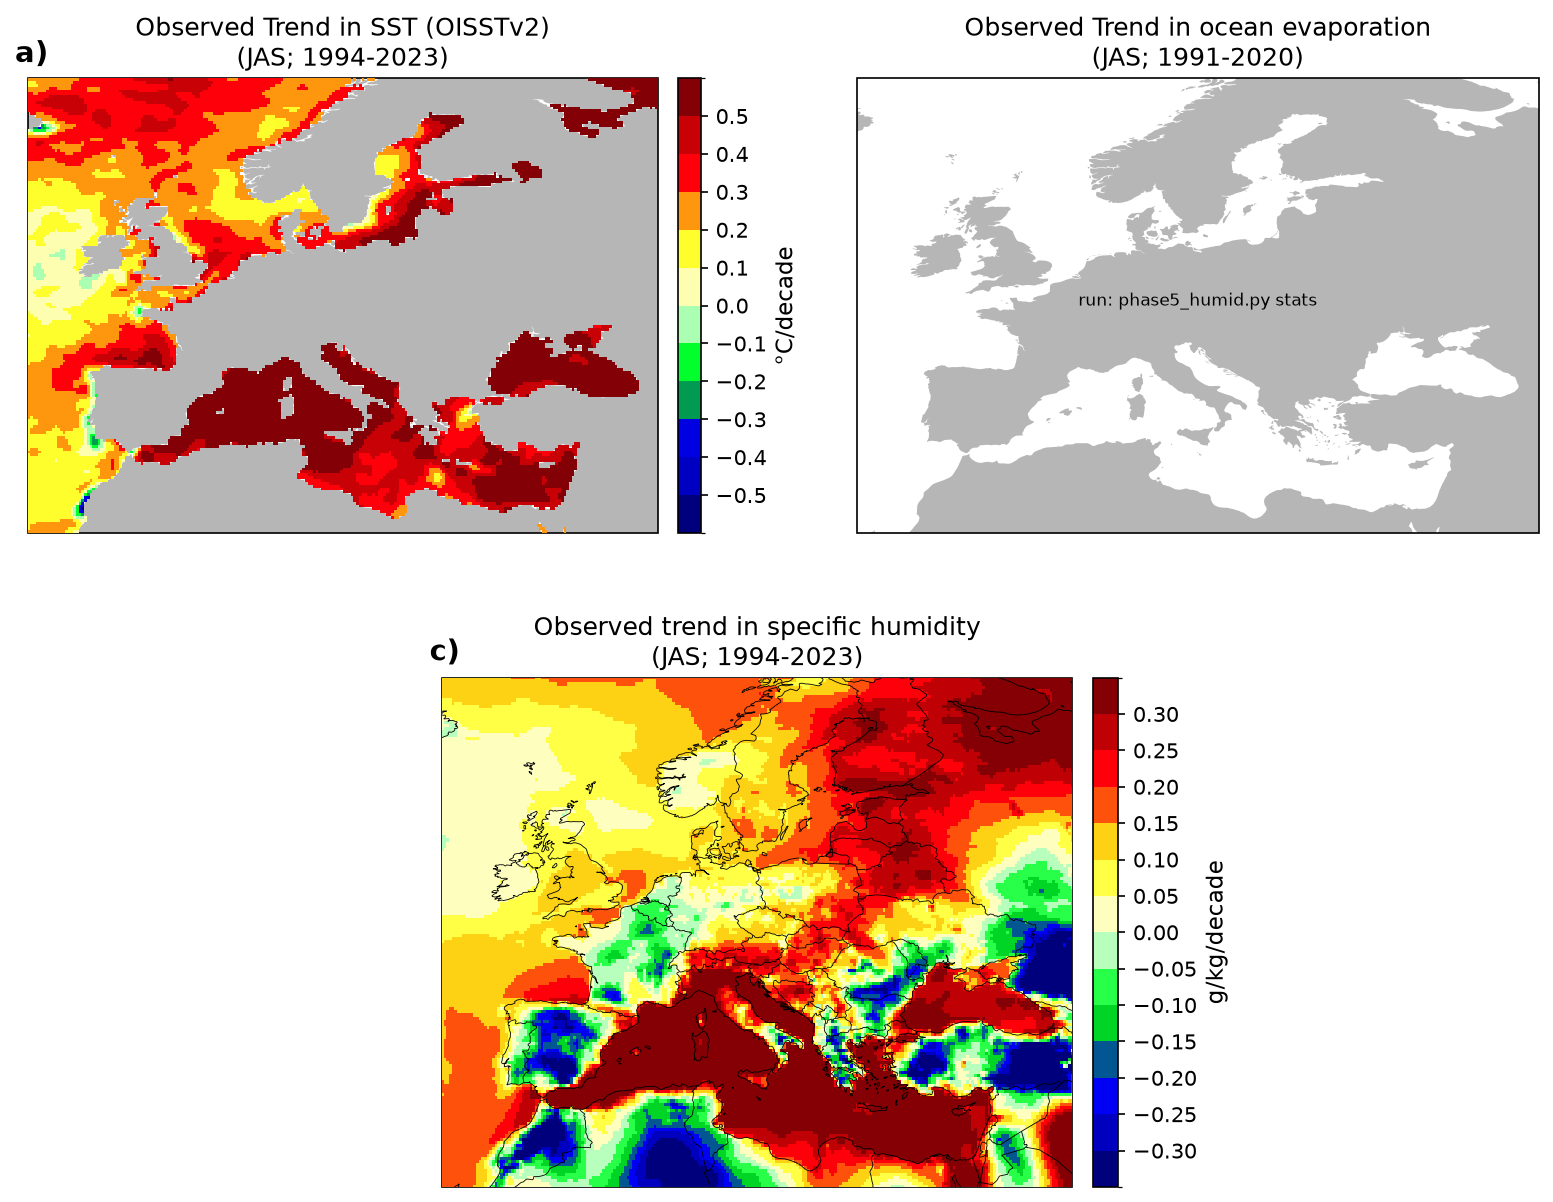 Observed Trend in SST (OISSTv2)
(JAS; 1994-2023)
a)
0.5
0.4
0.3
0.2
0.1
0.0
−0.1
−0.2
−0.3
−0.4
−0.5
°C/decade
Observed Trend in ocean evaporation
(JAS; 1991-2020)
run: phase5_humid.py stats
Observed trend in specific humidity
(JAS; 1994-2023)
c)
0.30
0.25
0.20
0.15
0.10
0.05
0.00
−0.05
−0.10
−0.15
−0.20
−0.25
−0.30
g/kg/decade